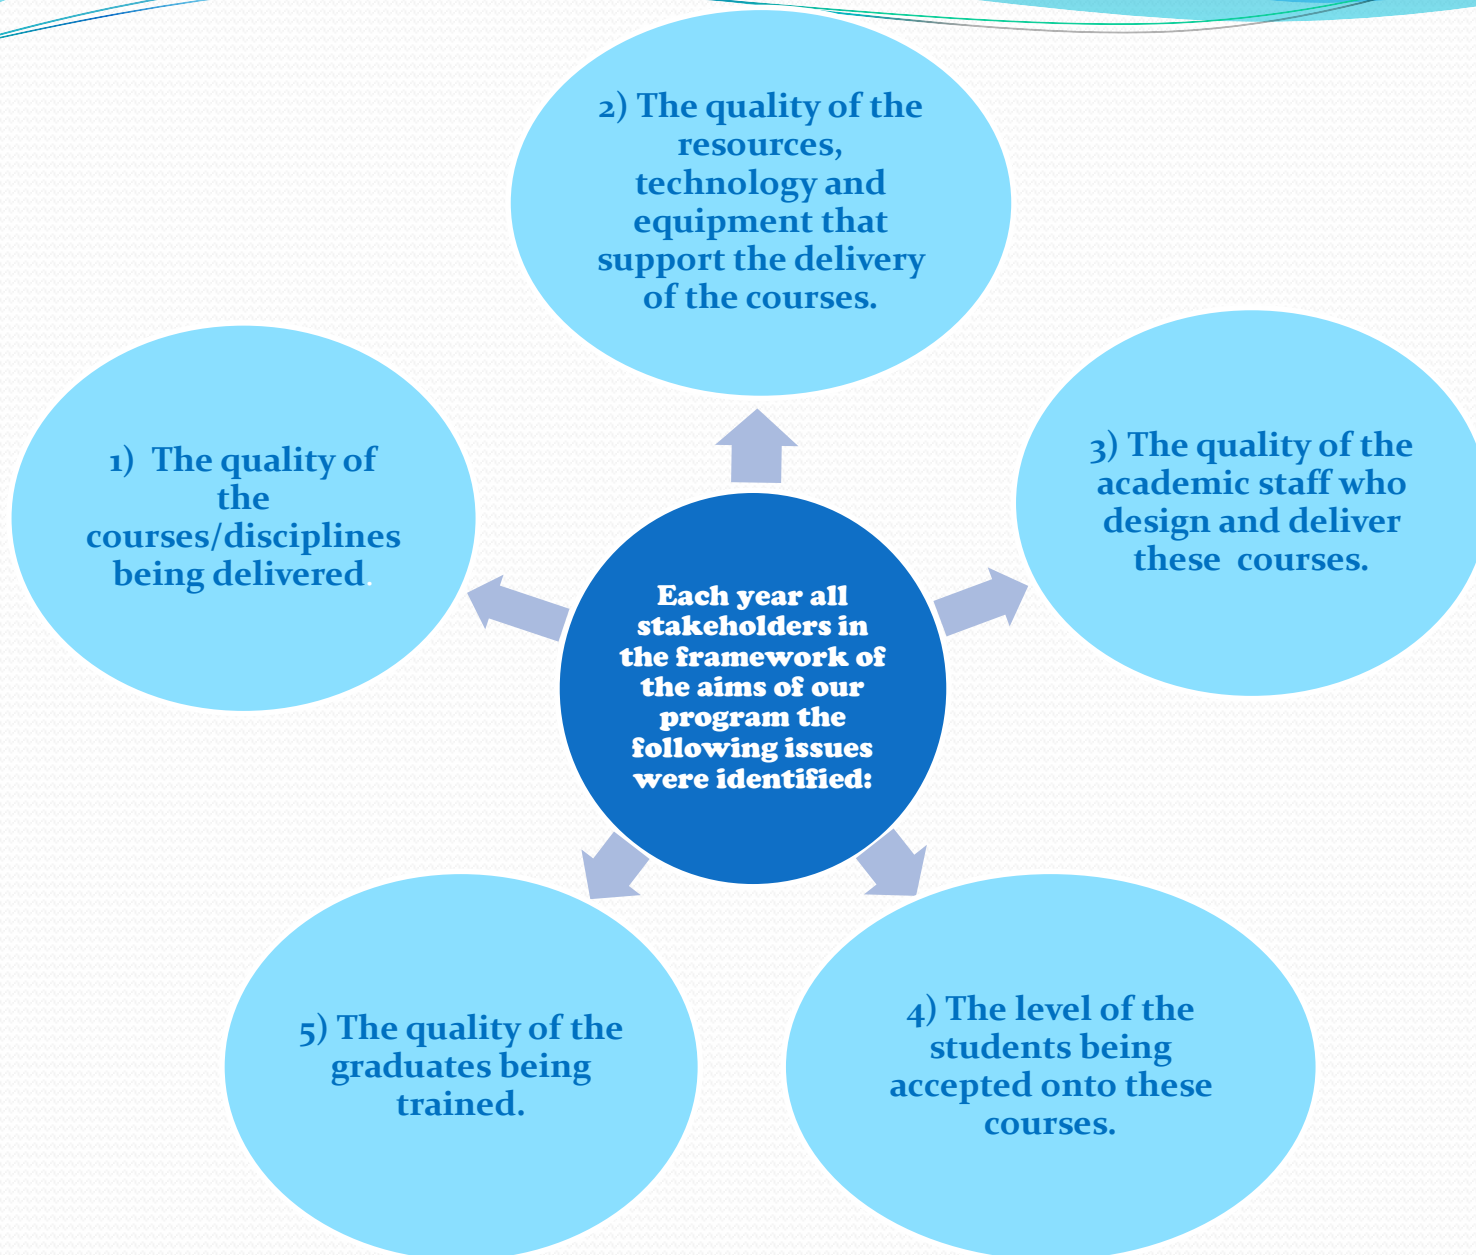 Each year all
stakeholders in
the framework of
the aims of our
program the
following issues
were identified:
1) The quality of
the
courses/disciplines
being delivered.
2) The quality of the
resources,
technology and
equipment that
support the delivery
of the courses.
3) The quality of the
academic staff who
design and deliver
these courses.
4) The level of the
students being
accepted onto these
courses.
5) The quality of the
graduates being
trained.